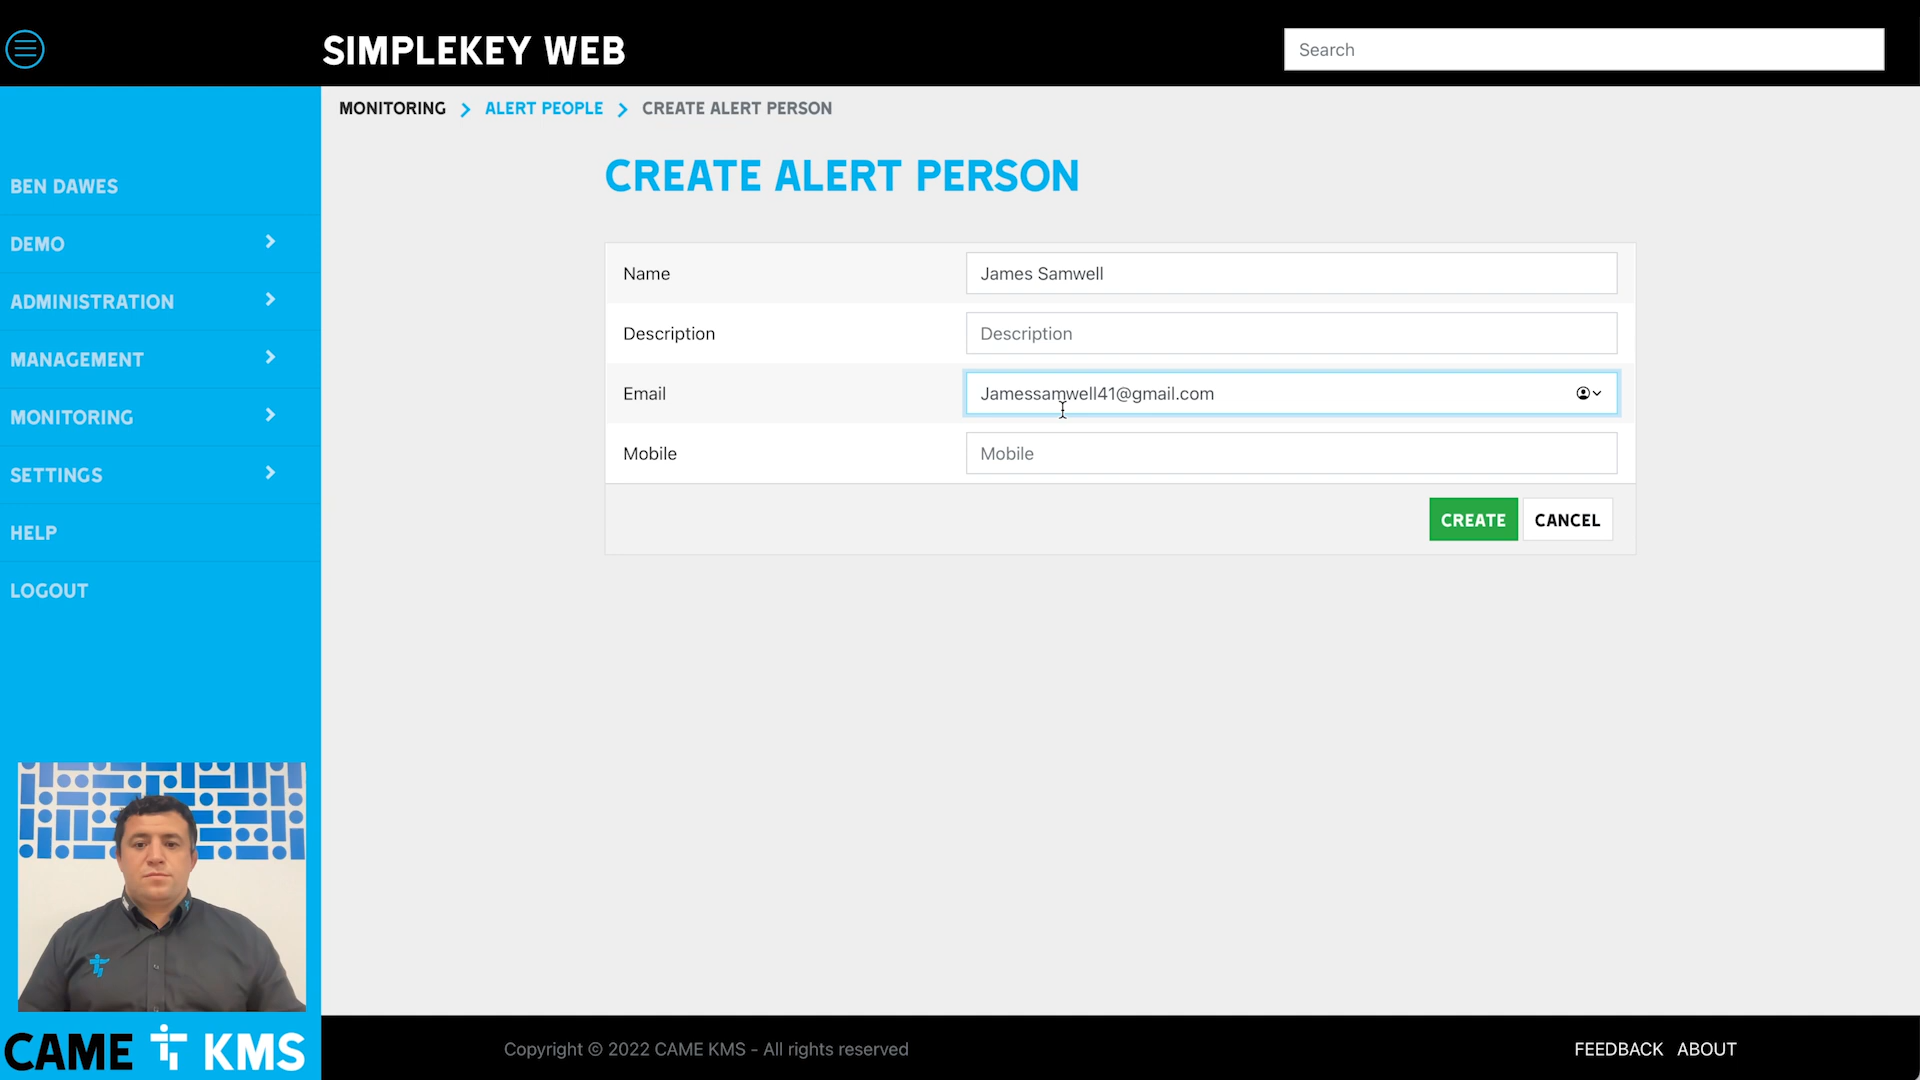 SIMPLEKEY WEB
Search
MONITORING > ALERT PEOPLE > CREATE ALERT PERSON
CREATE ALERT PERSON
BEN DAWES
DEMO
ADMINISTRATION
MANAGEMENT
MONITORING
SETTINGS
HELP
LOGOUT
Name
James Samwell
Description
Description
Email
Jamessamwell41@gmail.com
Mobile
Mobile
CREATE
CANCEL
CAME KMS
Copyright © 2022 CAME KMS - All rights reserved
FEEDBACK ABOUT